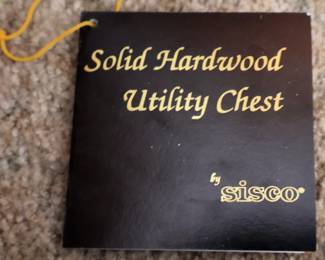 Solid Hardwood
Utility Chest
by
sisco®